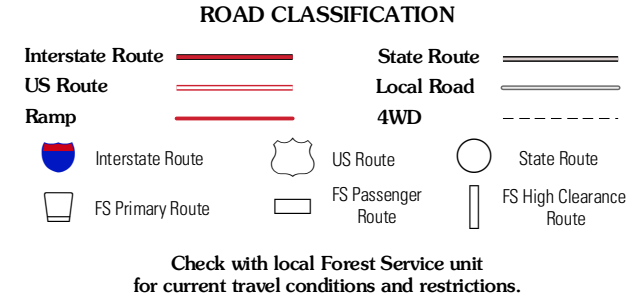 ROAD CLASSIFICATION
Interstate Route
State Route
US Route
Local Road
Ramp
4WD
Interstate Route
US Route
State Route
FS Primary Route
FS Passenger
Route
FS High Clearance
Route
Check with local Forest Service unit
for current travel conditions and restrictions.